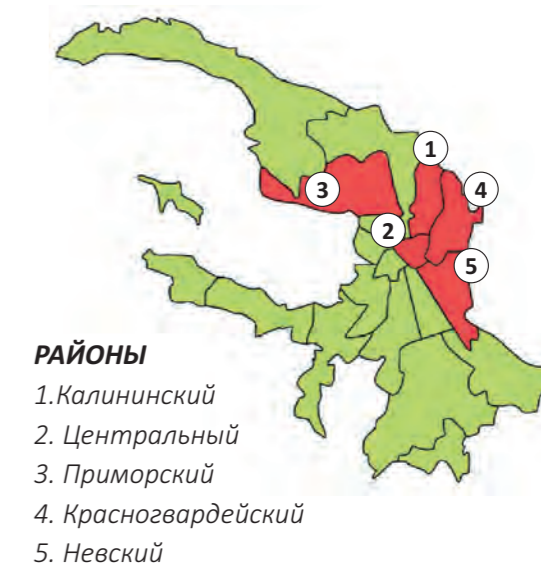 1
4
3
2
5
РАЙОНЫ
1.Калининский
2. Центральный
3. Приморский
4. Красногвардейский
5. Невский